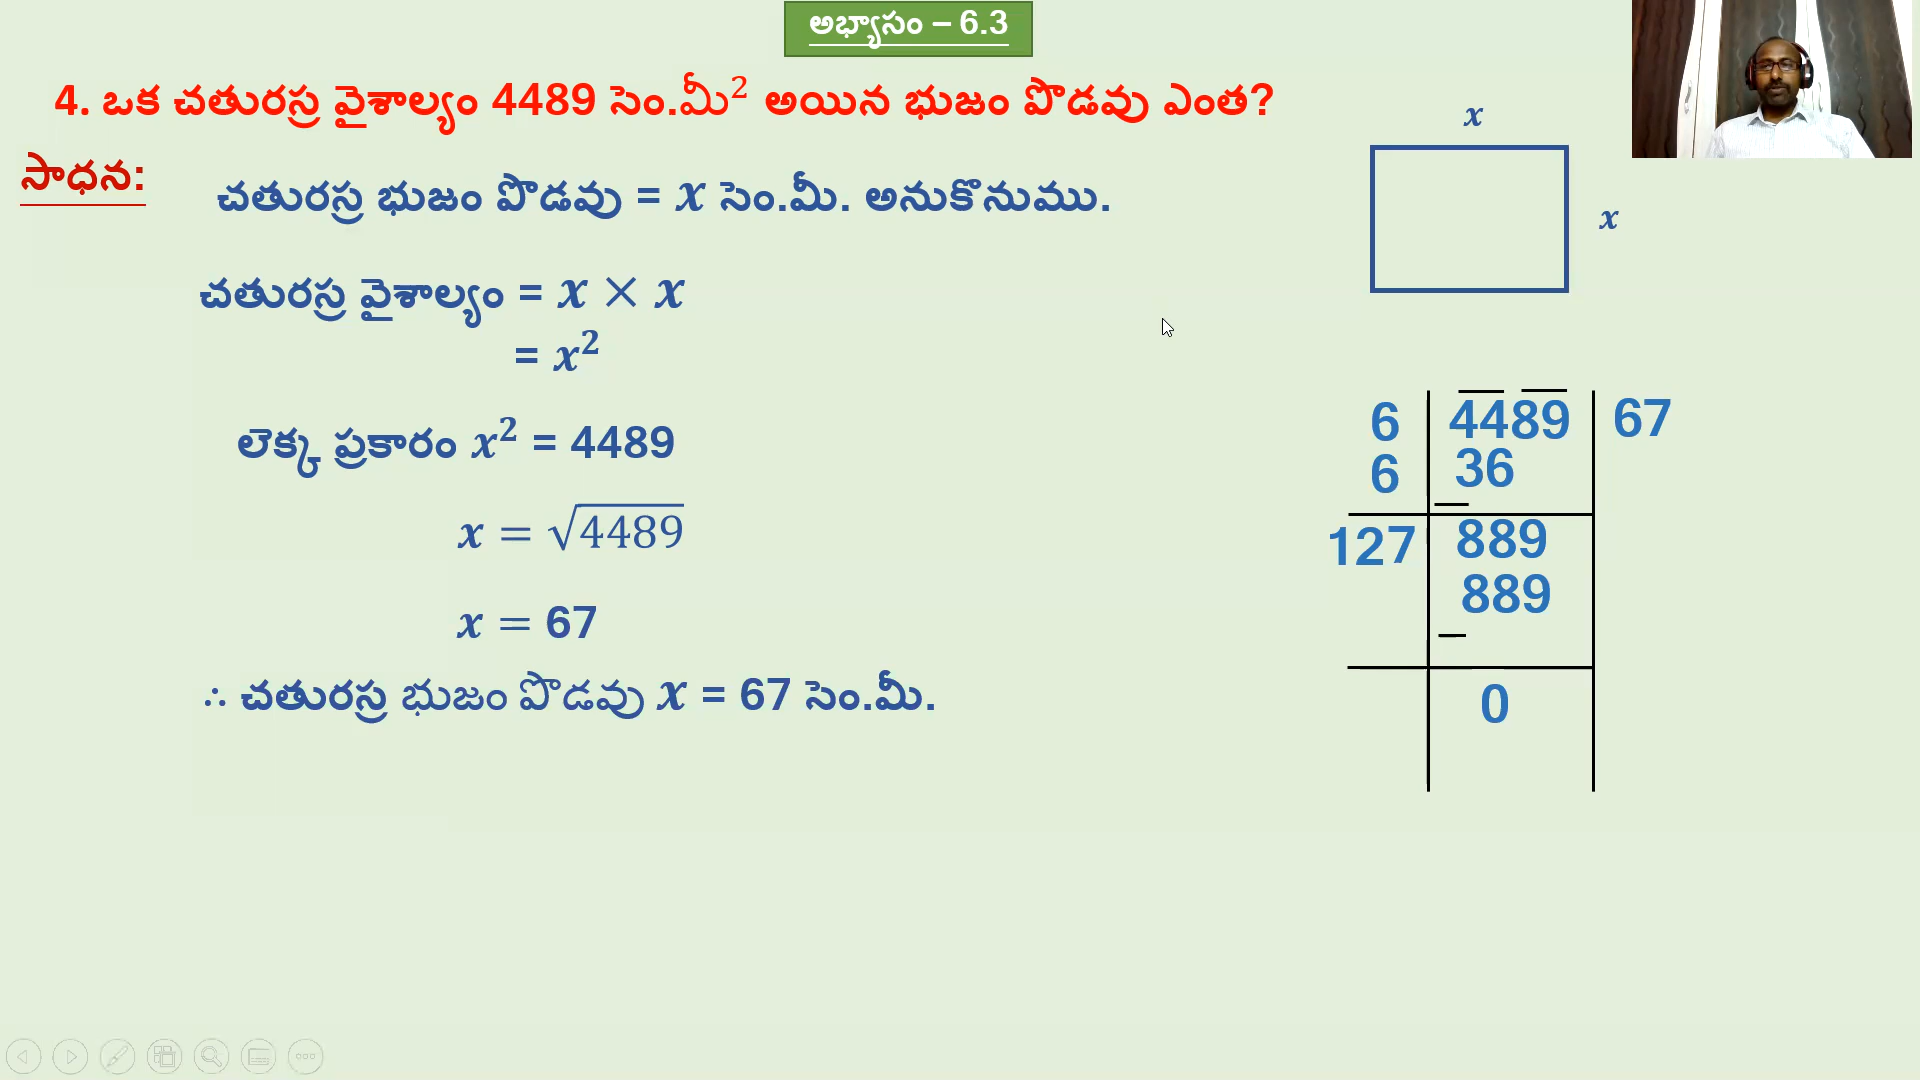 అభ్యాసం – 6.3
4. ఒక చతురస్ర వైశాల్యం 4489 సెం.మీ² అయిన భుజం పొడవు ఎంత?
సాధన:
చతురస్ర భుజం పొడవు = x సెం.మీ. అనుకొనుము.
చతురస్ర వైశాల్యం = x × x
= x²
లెక్క ప్రకారం x² = 4489
x = √4489
x = 67
∴ చతురస్ర భుజం పొడవు x = 67 సెం.మీ.
x
x
6 4489 67
6 36
127 889
889
0